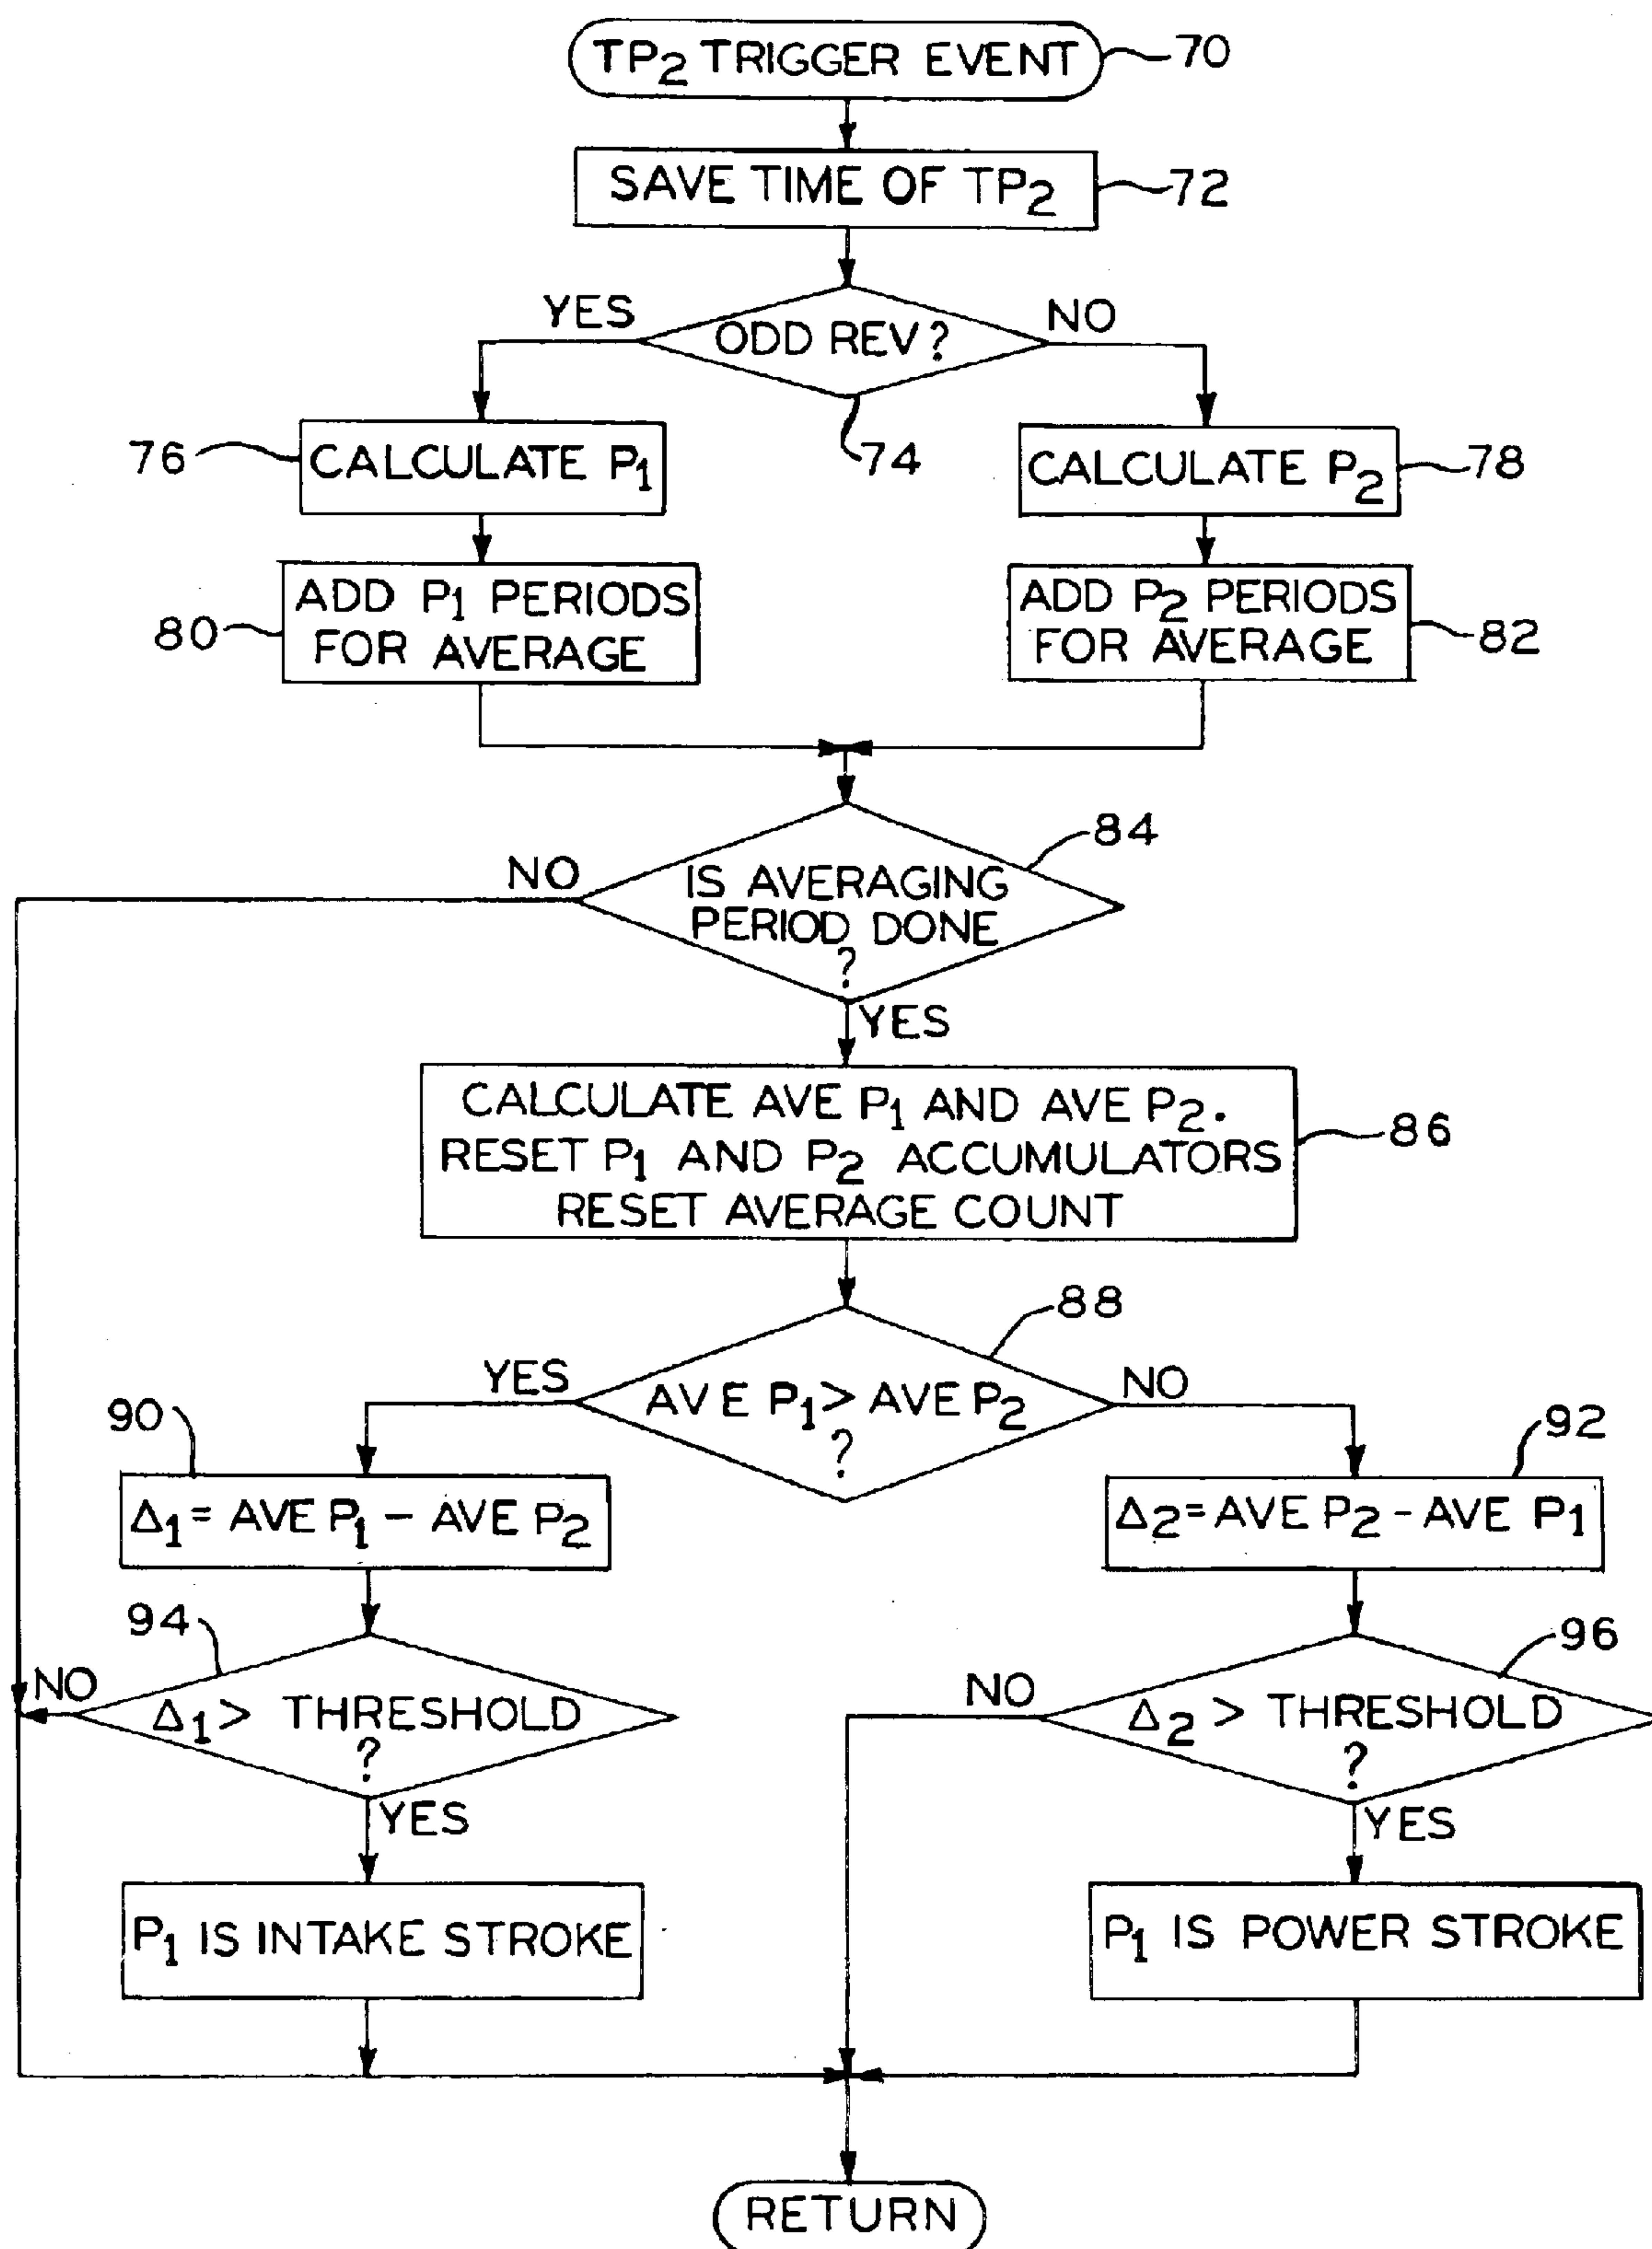 TP2 TRIGGER EVENT
70
SAVE TIME OF TP2
72
YES
NO
ODD REV?
74
76
CALCULATE P1
CALCULATE P2
78
80
ADD P1 PERIODS
FOR AVERAGE
ADD P2 PERIODS
FOR AVERAGE
82
84
NO
IS AVERAGING
PERIOD DONE
?
YES
CALCULATE AVE P1 AND AVE P2.
RESET P1 AND P2 ACCUMULATORS
RESET AVERAGE COUNT
86
88
YES
NO
AVE P1 > AVE P2
?
90
92
Δ1 = AVE P1 – AVE P2
Δ2 = AVE P2 - AVE P1
94
96
NO
Δ1 > THRESHOLD
?
NO
Δ2 > THRESHOLD
?
YES
YES
P1 IS INTAKE STROKE
P1 IS POWER STROKE
RETURN